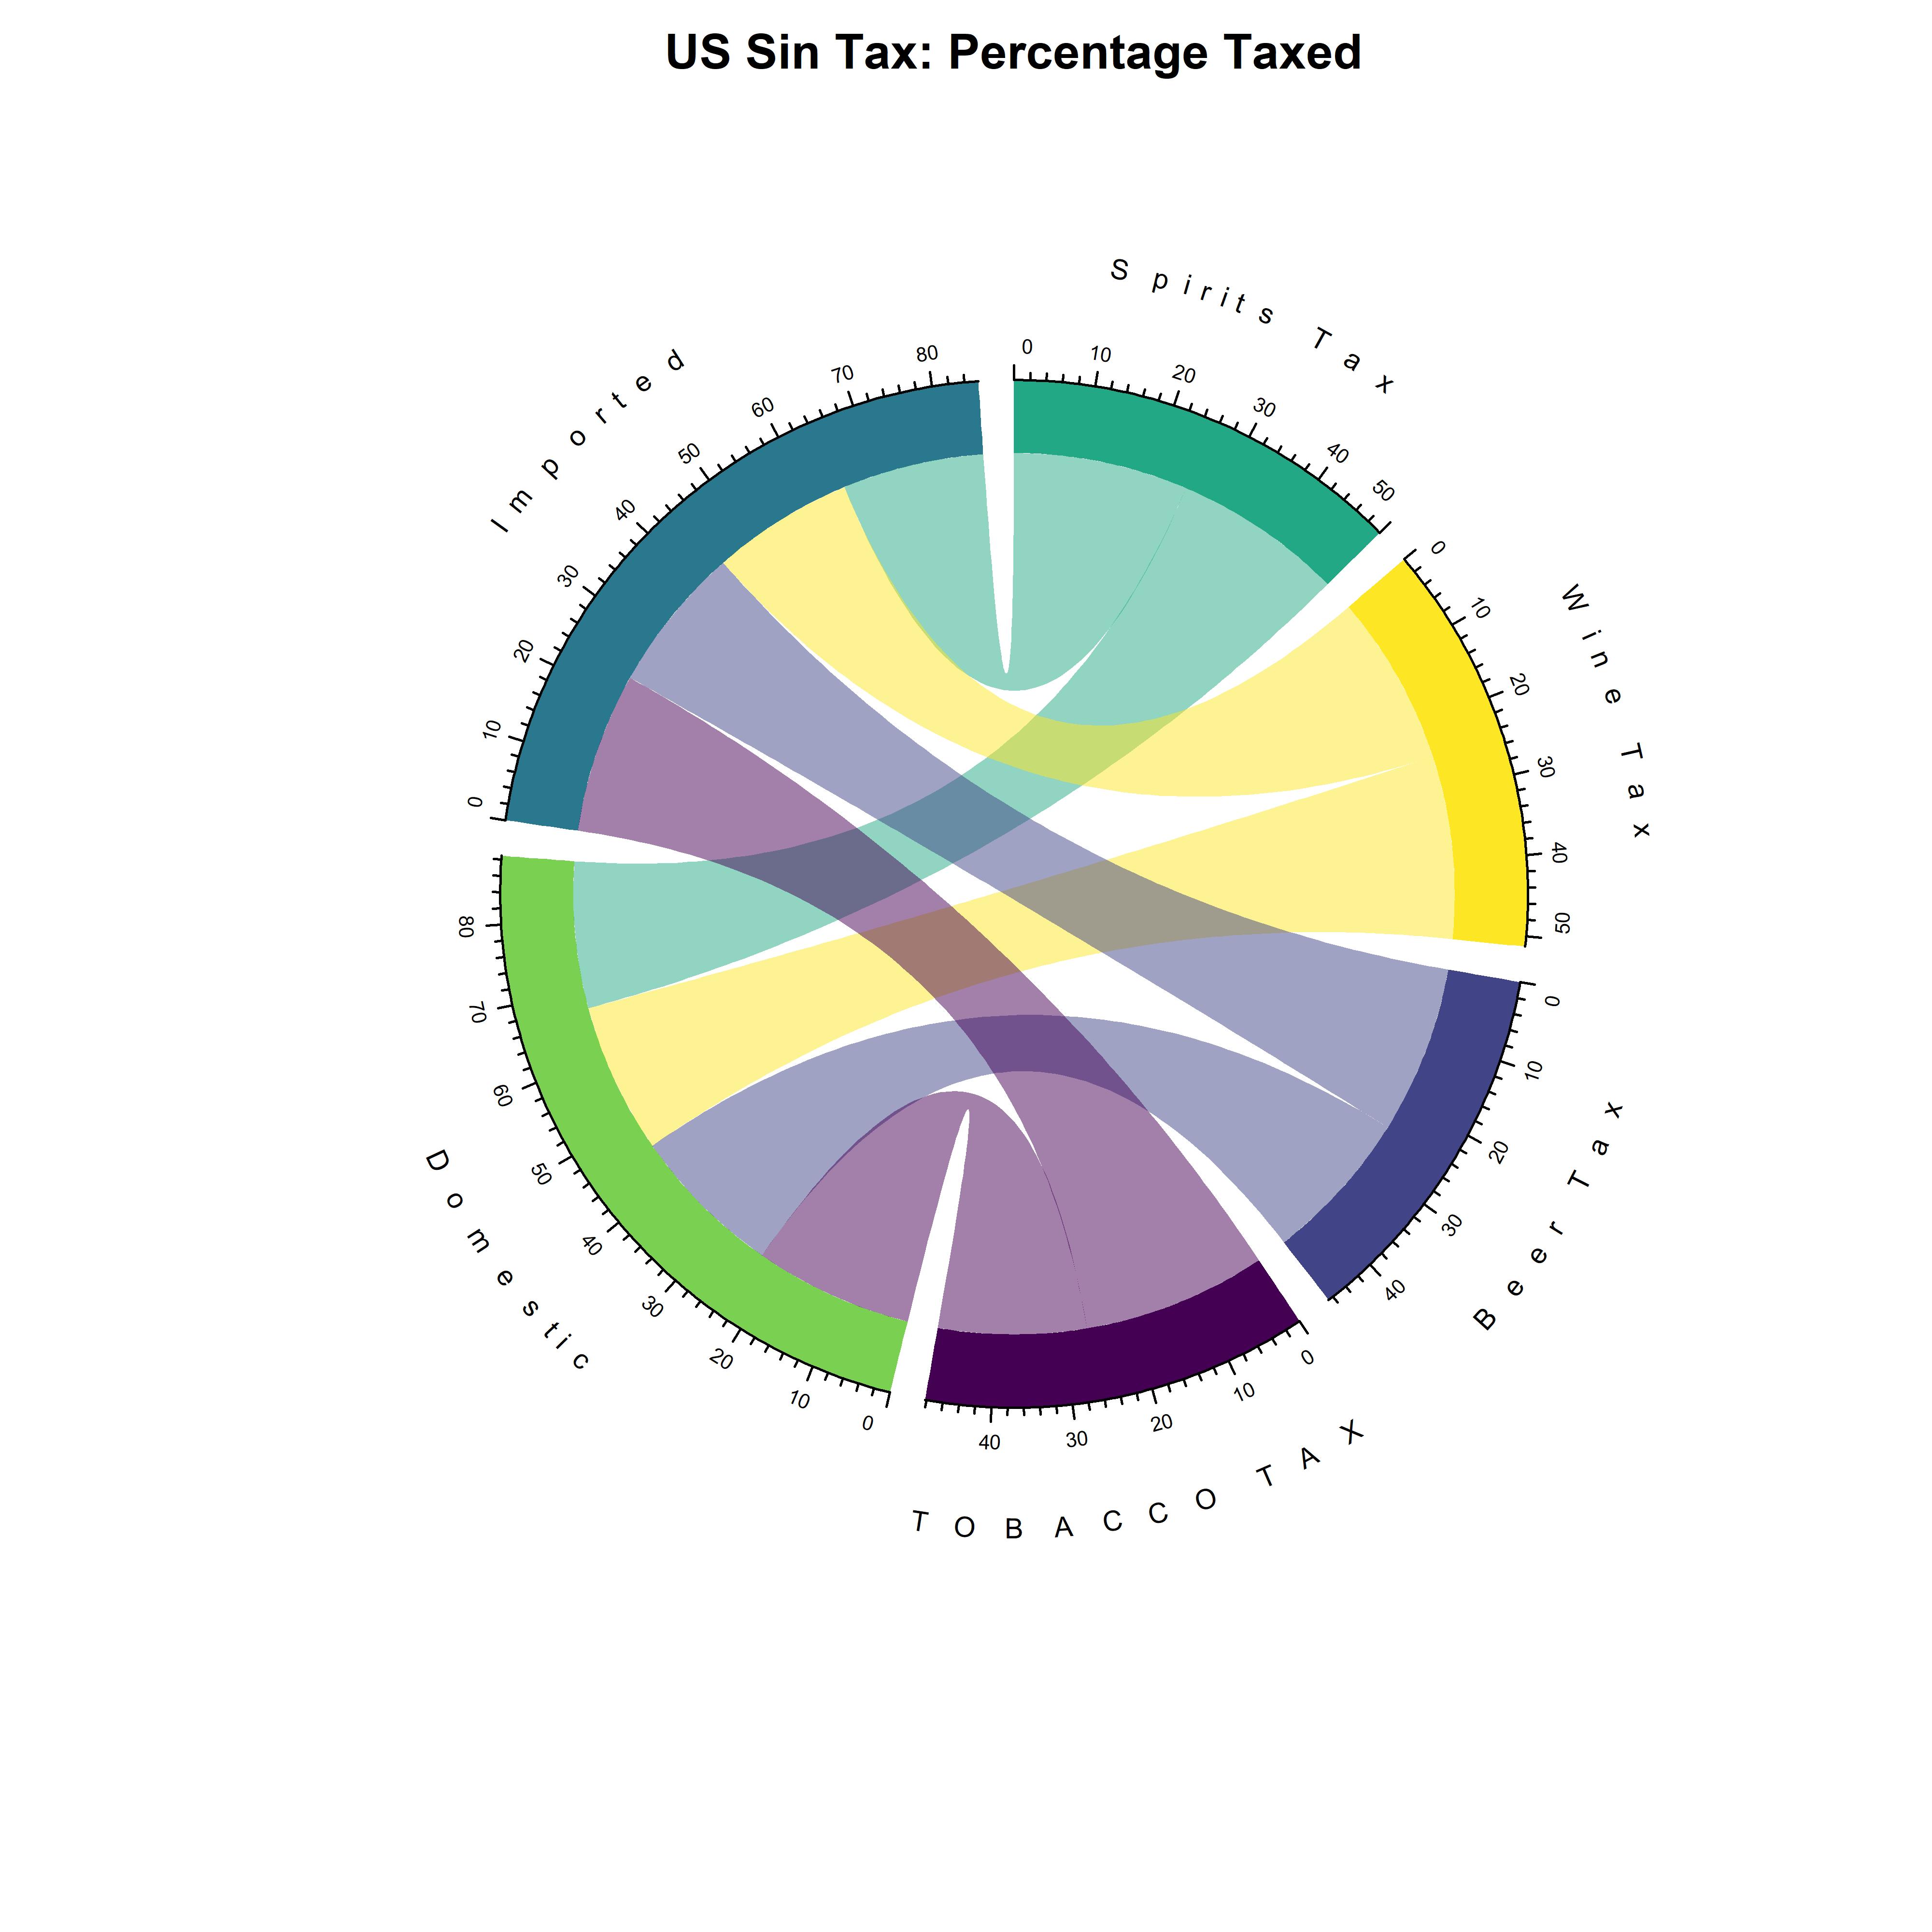 US Sin Tax: Percentage Taxed
Spirits Tax
0 10 20 30 40 50
Wine Tax
0 10 20 30 40 50
Beer Tax
0 10 20 30 40
TOBACCO TAX
0 10 20 30 40
Domestic
0 10 20 30 40 50 60 70 80
Imported
0 10 20 30 40 50 60 70 80